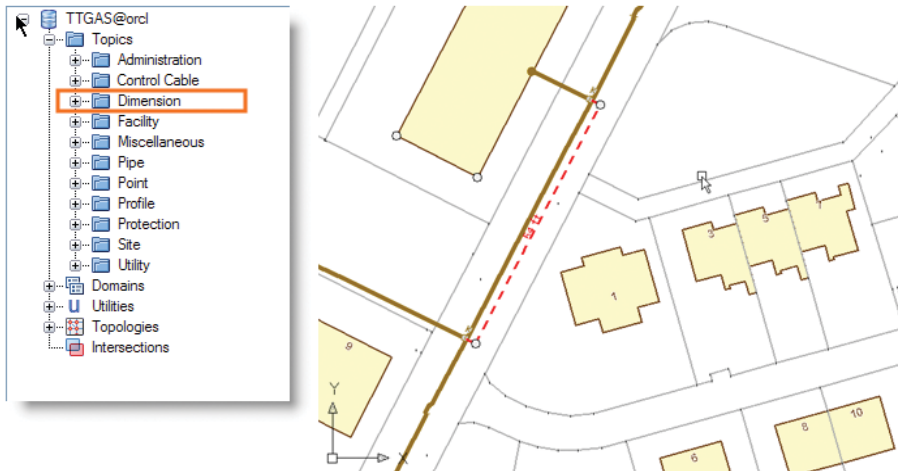 TTGAS@orcl
Topics
Administration
Control Cable
Dimension
Facility
Miscellaneous
Pipe
Point
Profile
Protection
Site
Utility
Domains
U Utilities
Topologies
Intersections
3
5
7
1
9
Y
X
8
10
6